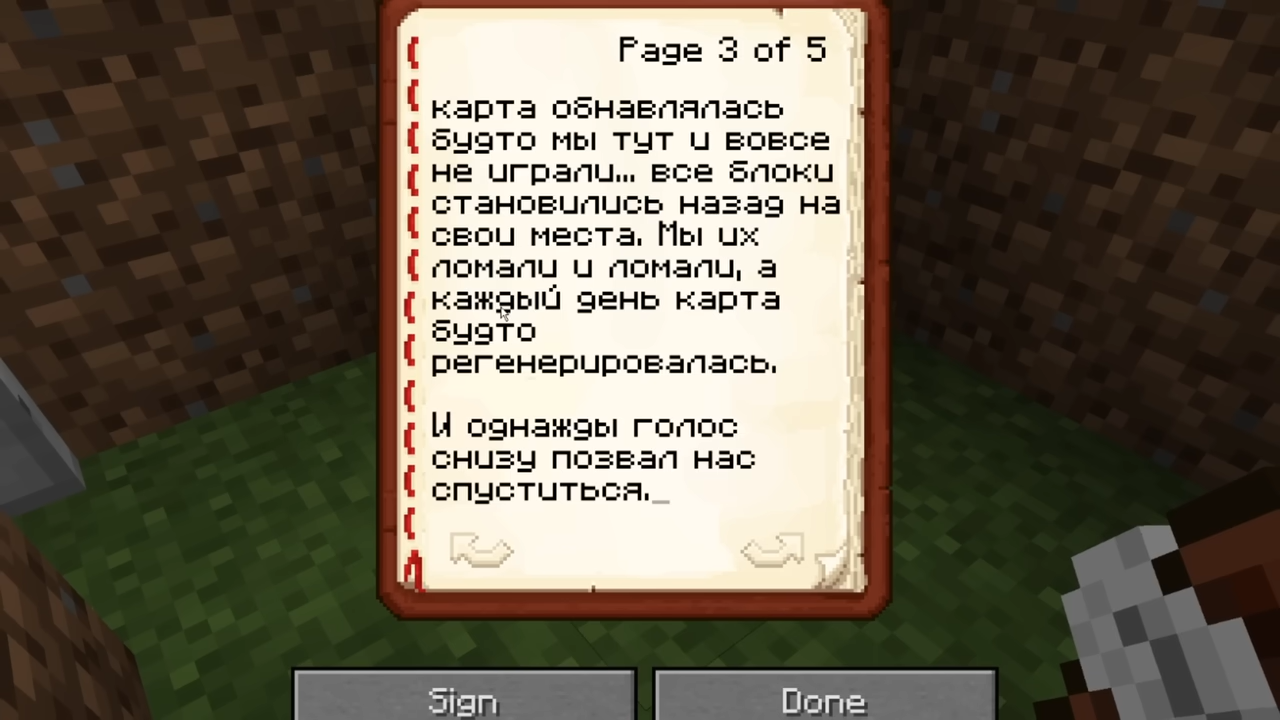 Page 3 of 5
карта обнавлялась
будто мы тут и вовсе
не играли... все блоки
становились назад на
свои места. Мы их
ломали и ломали, а
каждый день карта
будто
регенерировалась.
И однажды голос
снизу позвал нас
спуститься._
Sign
Done